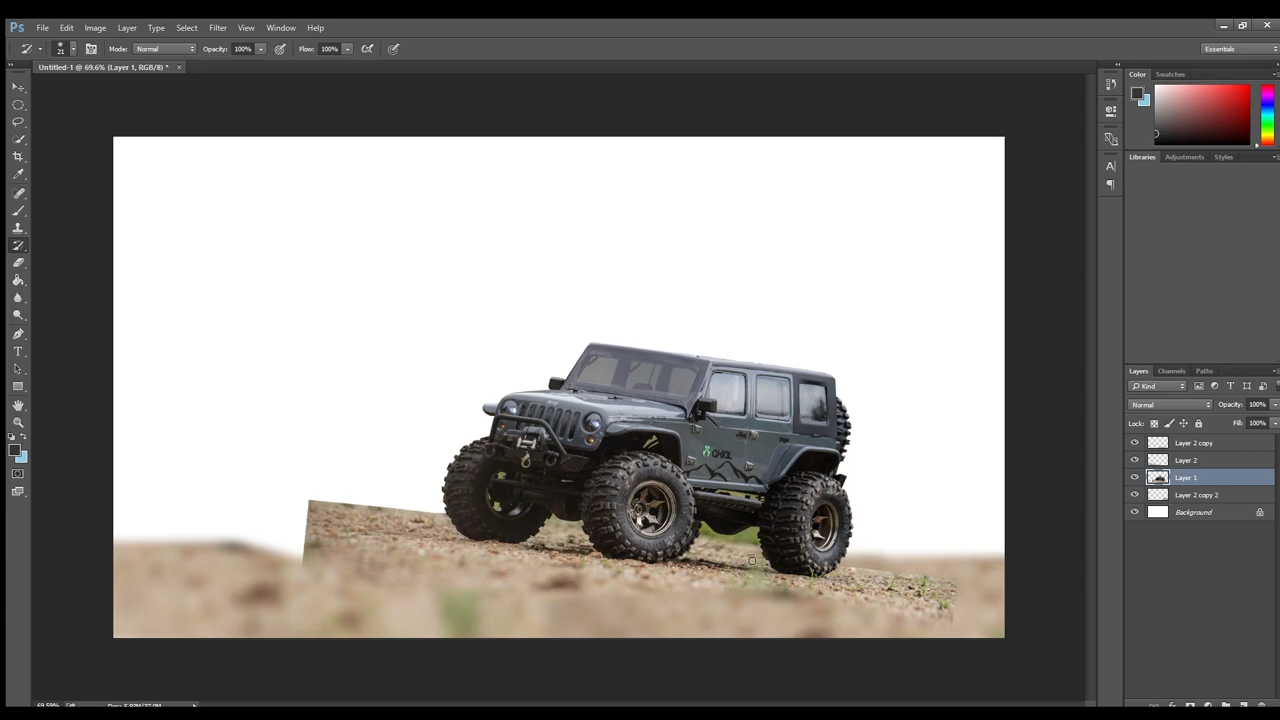 Ps File Edit Image Layer Type Select Filter View Window Help
21 Mode: Normal Opacity: 100% Flow: 100% Essentials
Untitled-1 @ 69.6% (Layer 1, RGB/8) * ×
Color Swatches
Libraries Adjustments Styles
Layers Channels Paths
Kind
Normal Opacity: 100%
Lock: Fill: 100%
Layer 2 copy
Layer 2
Layer 1
Layer 2 copy 2
Background
AXIAL